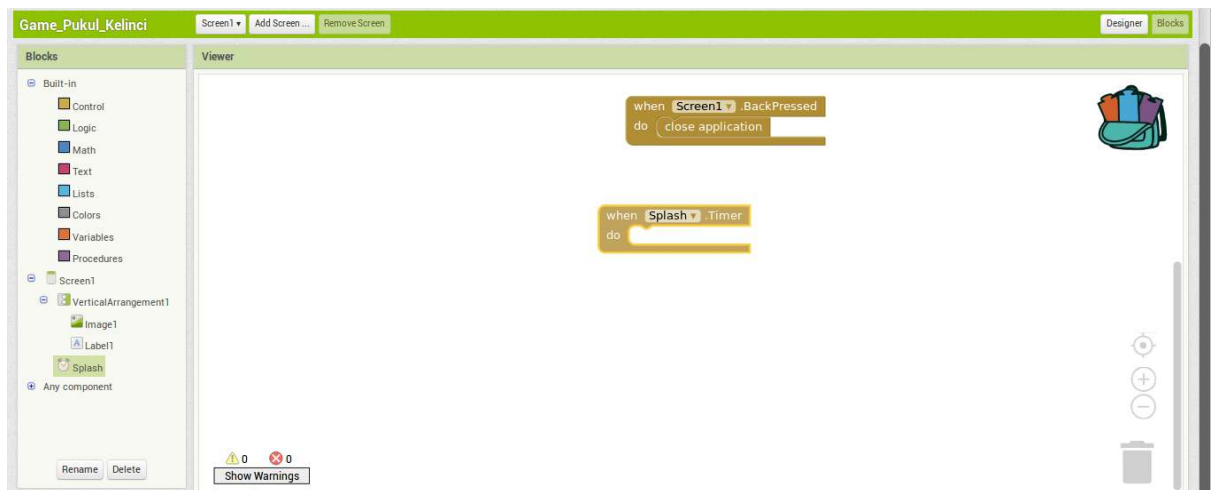 Game_Pukul_Kelinci
Screen1 Add Screen ... Remove Screen
Designer Blocks
Blocks
Viewer
Built-in
Control
Logic
Math
Text
Lists
Colors
Variables
Procedures
Screen1
VerticalArrangement1
Image1
Label1
Splash
Any component
Rename Delete
when Screen1 .BackPressed
do close application
when Splash .Timer
do
0 0
Show Warnings